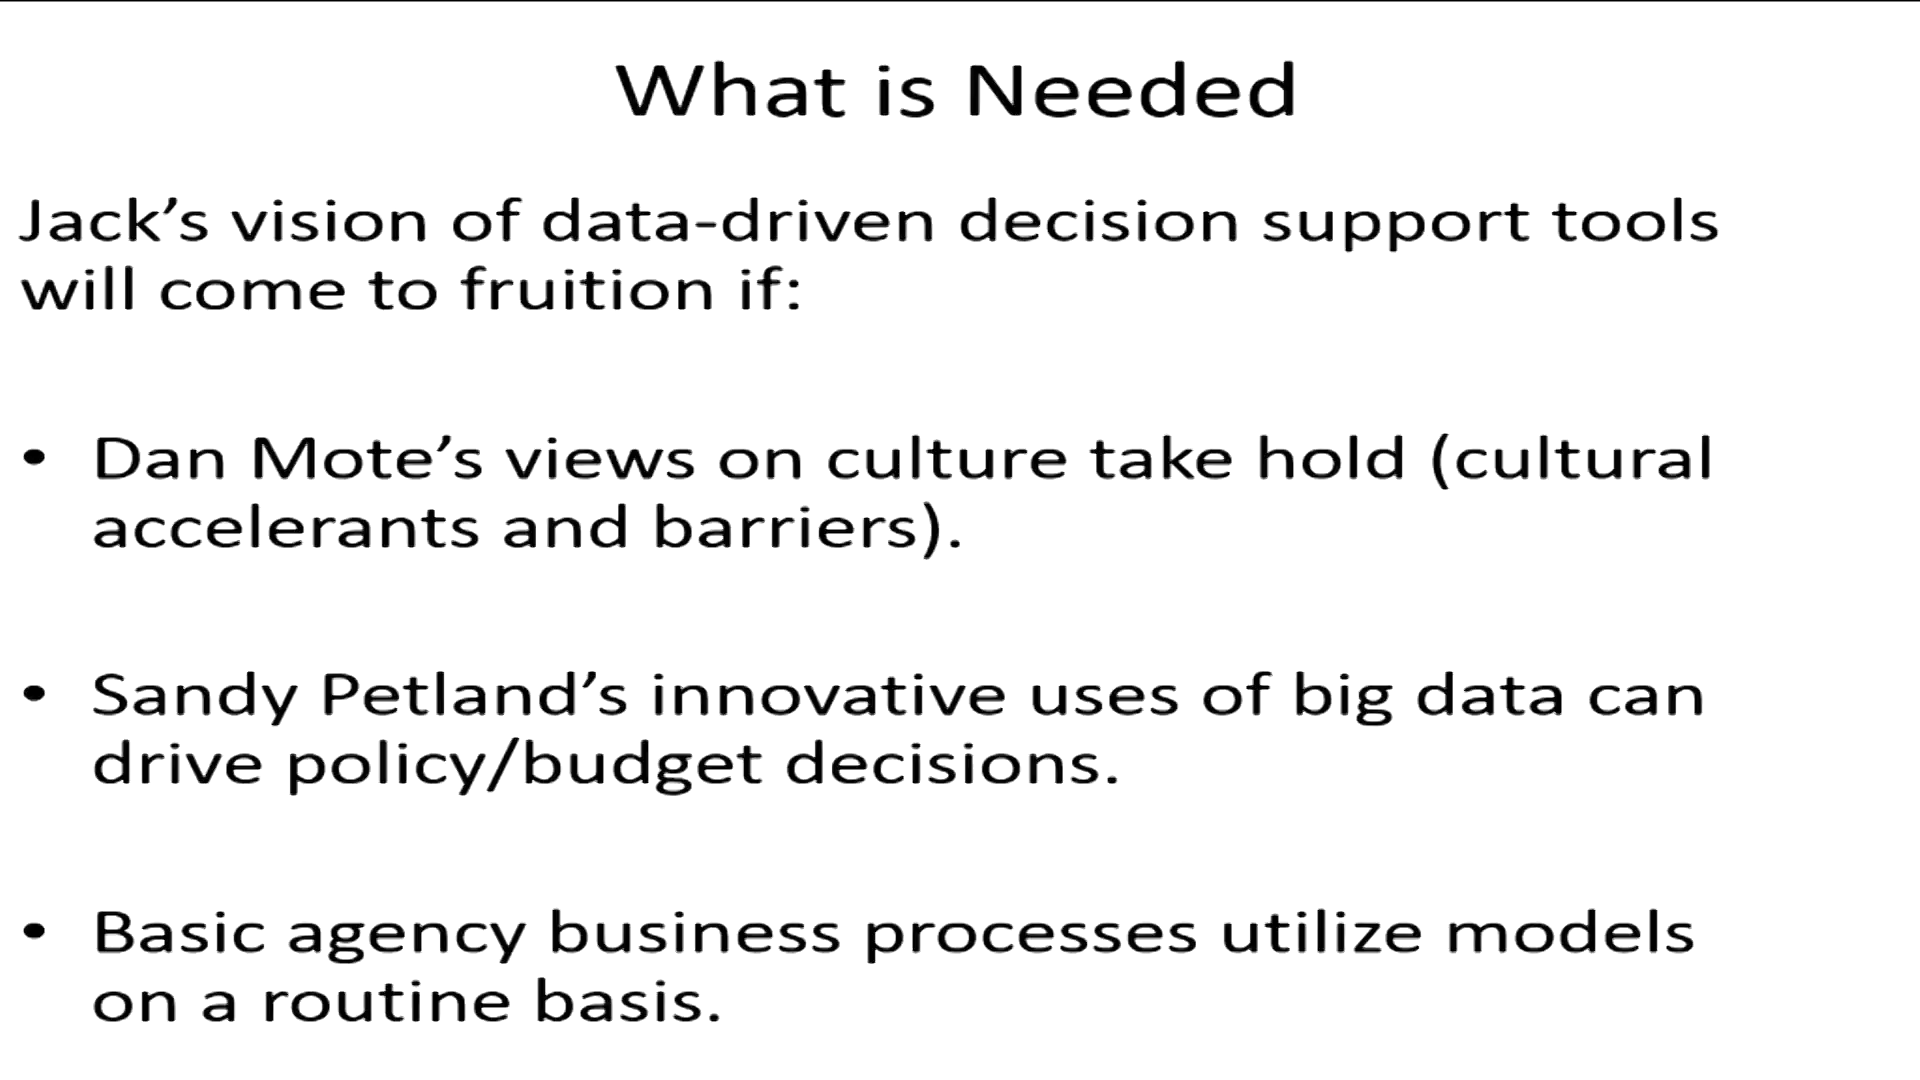 What is Needed
Jack’s vision of data-driven decision support tools
will come to fruition if:
• Dan Mote’s views on culture take hold (cultural
accelerants and barriers).
• Sandy Petland’s innovative uses of big data can
drive policy/budget decisions.
• Basic agency business processes utilize models
on a routine basis.